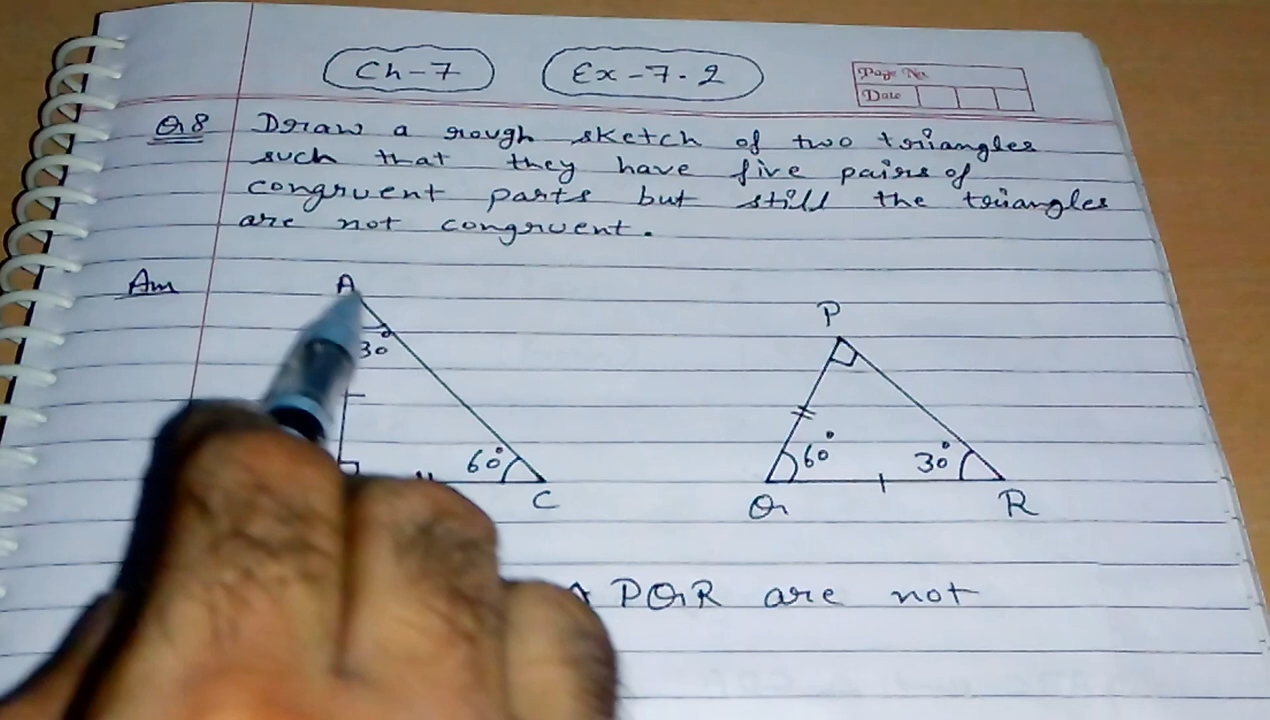 Ch-7
Ex-7.2
Page No.
Date
Q 8 Draw a rough sketch of two triangles
such that they have five pairs of
congruent parts but still the triangles
are not congruent.
Ans
A
30
60°
C
P
60°
30°
Q
R
PQR are not